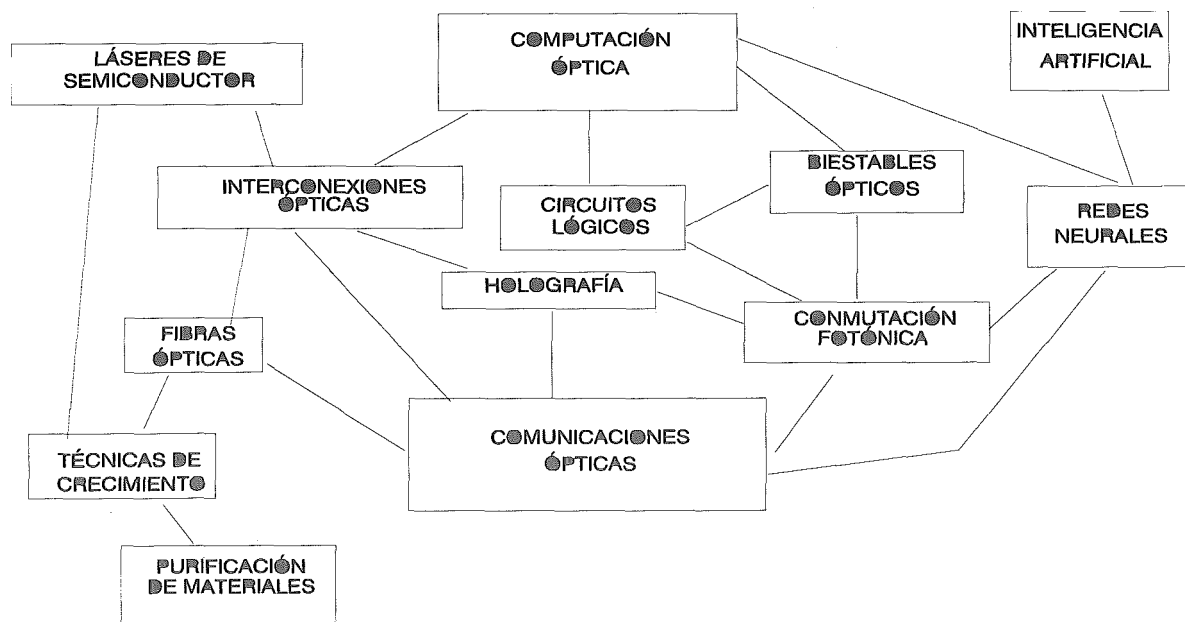 LÁSERES DE
SEMICONDUCTOR
COMPUTACIÓN
ÓPTICA
INTELIGENCIA
ARTIFICIAL
INTERCONEXIONES
ÓPTICAS
CIRCUITOS
LÓGICOS
BIESTABLES
ÓPTICOS
REDES
NEURALES
HOLOGRAFÍA
FIBRAS
ÓPTICAS
CONMUTACIÓN
FOTÓNICA
COMUNICACIONES
ÓPTICAS
TÉCNICAS DE
CRECIMIENTO
PURIFICACIÓN
DE MATERIALES